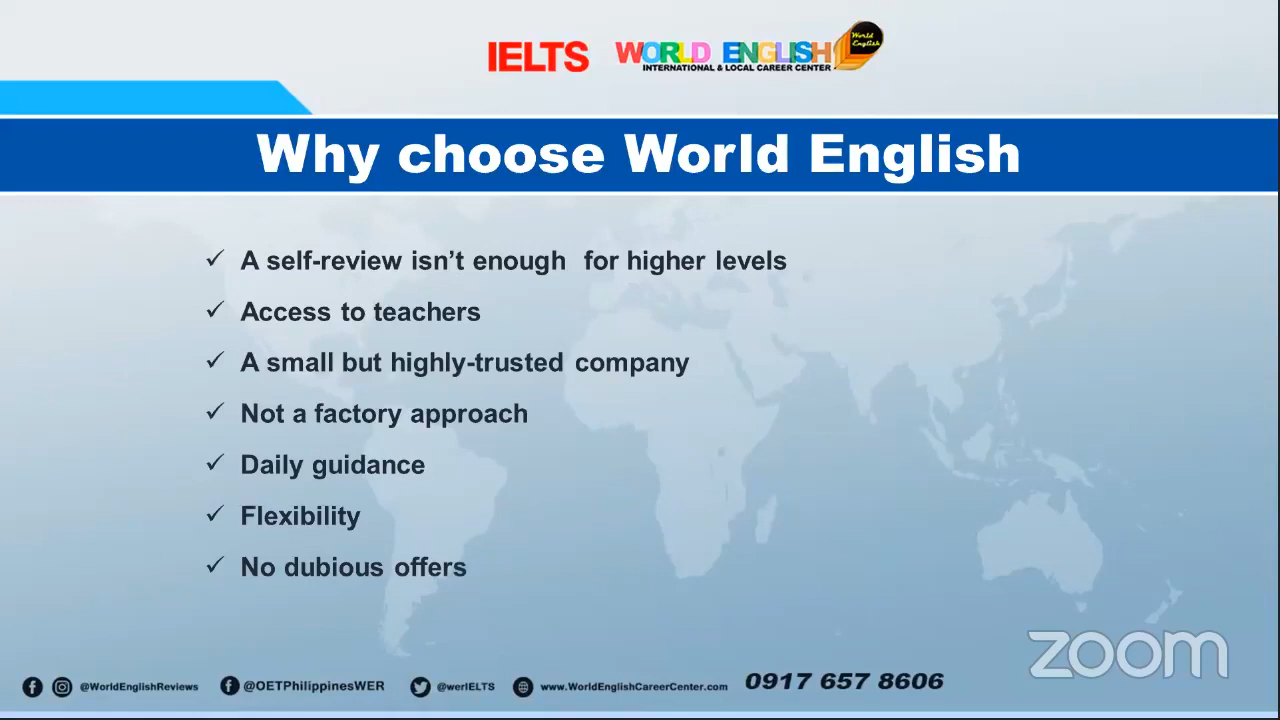 IELTS
WORLD ENGLISH
INTERNATIONAL & LOCAL CAREER CENTER
World English
Why choose World English
✓ A self-review isn't enough for higher levels
✓ Access to teachers
✓ A small but highly-trusted company
✓ Not a factory approach
✓ Daily guidance
✓ Flexibility
✓ No dubious offers
zoom
@WorldEnglishReviews @OETPhilippinesWER @werIELTS www.WorldEnglishCareerCenter.com 0917 657 8606